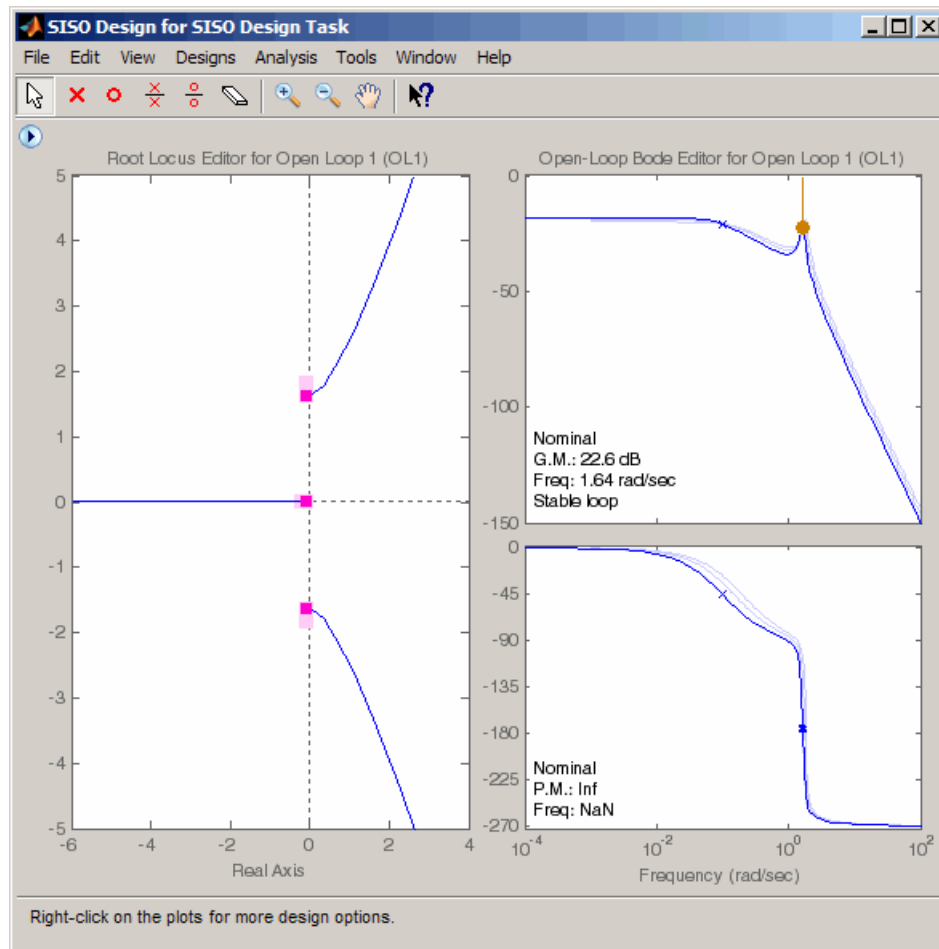 SISO Design for SISO Design Task
File Edit View Designs Analysis Tools Window Help
Root Locus Editor for Open Loop 1 (OL1)
5
4
3
2
1
0
-1
-2
-3
-4
-5
-6 -4 -2 0 2 4
Real Axis
Open-Loop Bode Editor for Open Loop 1 (OL1)
0
-50
-100
-150
Nominal
G.M.: 22.6 dB
Freq: 1.64 rad/sec
Stable loop
0
-45
-90
-135
-180
-225
-270
Nominal
P.M.: Inf
Freq: NaN
10^-4 10^-2 10^0 10^2
Frequency (rad/sec)
Right-click on the plots for more design options.